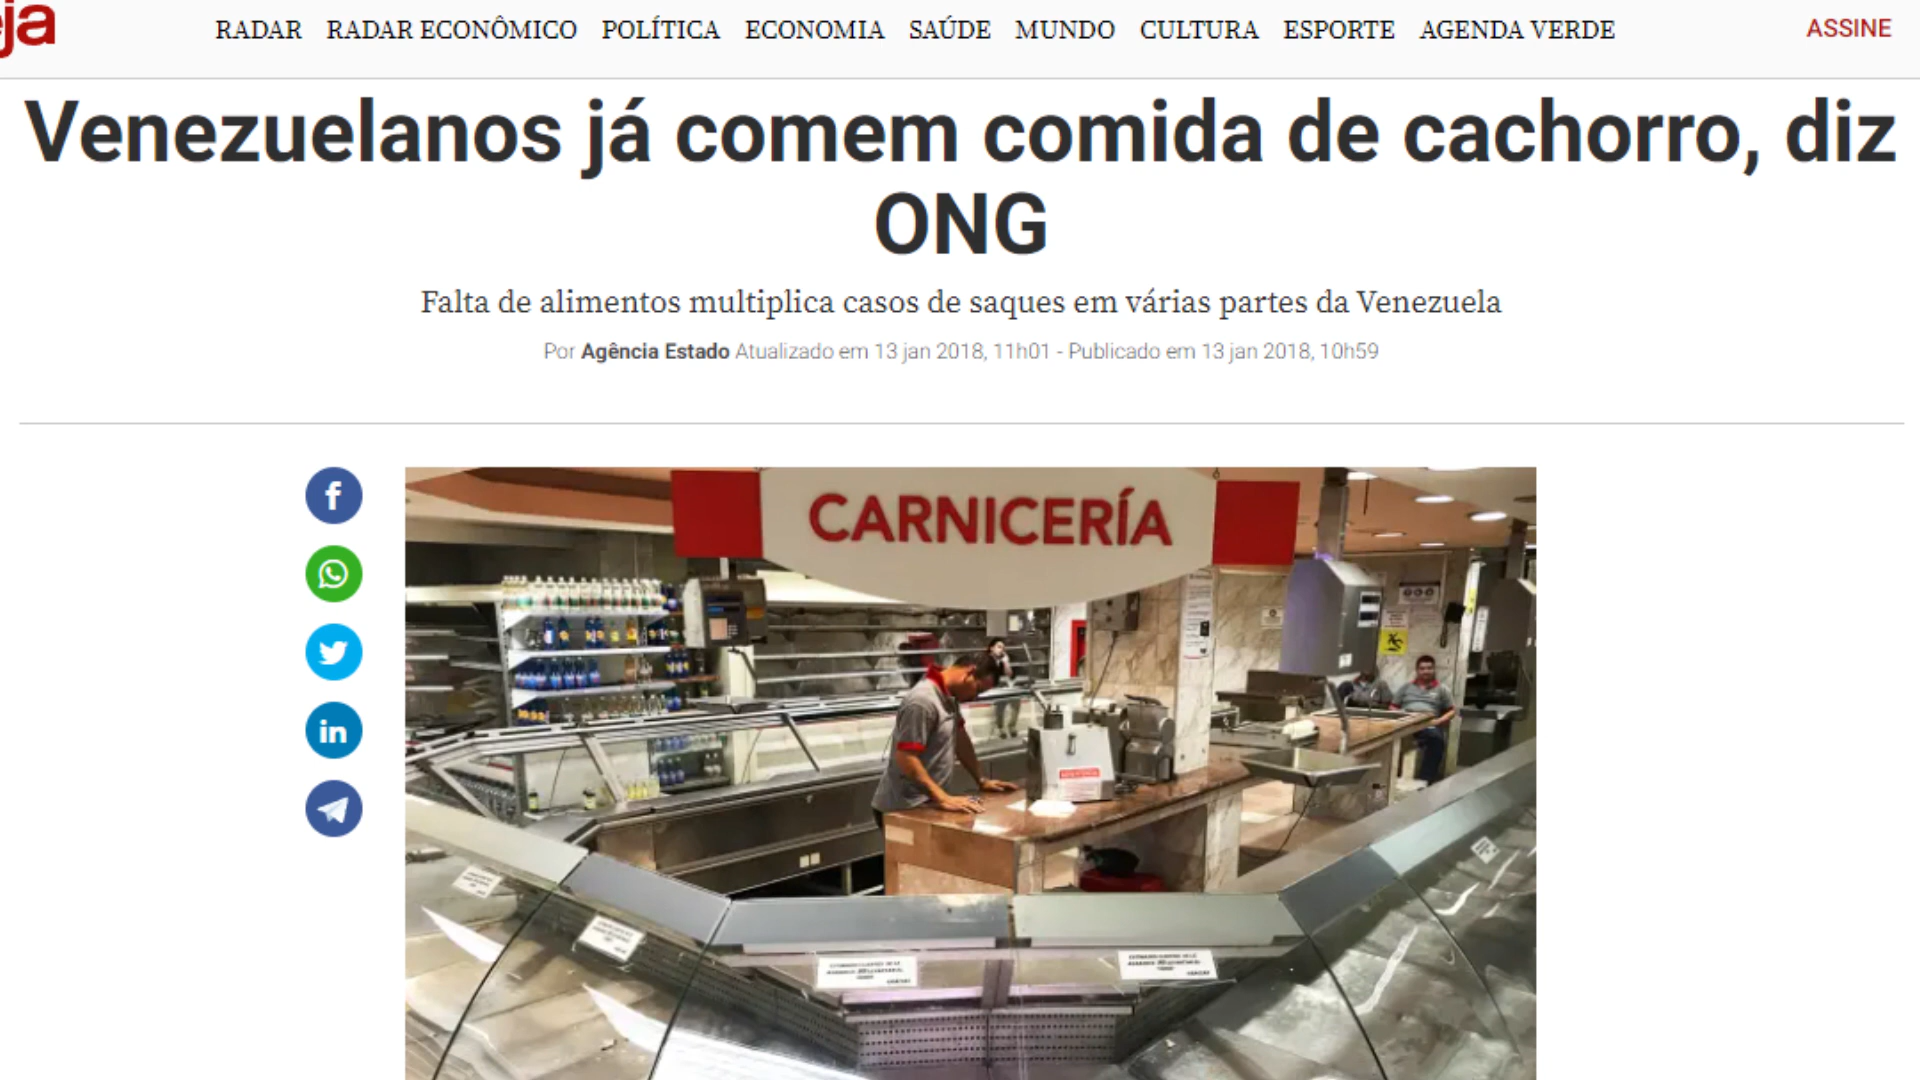 eja
RADAR RADAR ECONÔMICO POLÍTICA ECONOMIA SAÚDE MUNDO CULTURA ESPORTE AGENDA VERDE ASSINE
Venezuelanos já comem comida de cachorro, diz
ONG
Falta de alimentos multiplica casos de saques em várias partes da Venezuela
Por Agência Estado Atualizado em 13 jan 2018, 11h01 - Publicado em 13 jan 2018, 10h59
f
in
CARNICERÍA